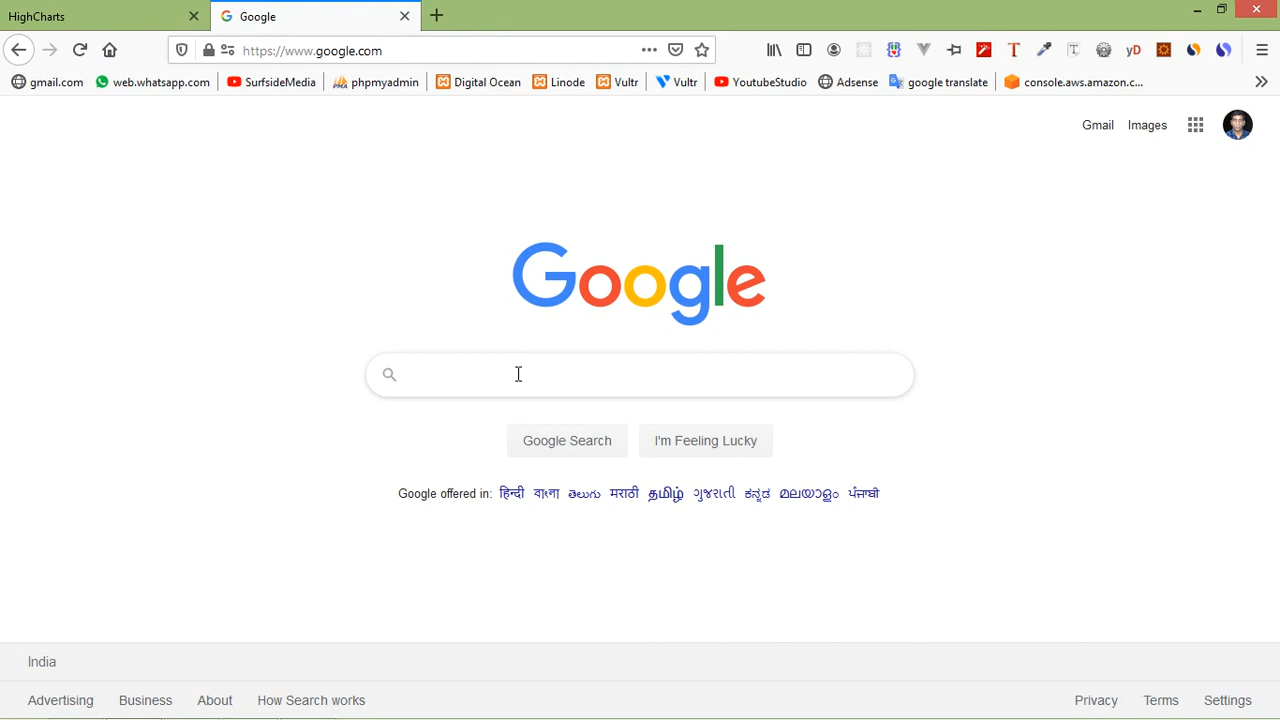 HighCharts
Google
https://www.google.com
gmail.com web.whatsapp.com SurfsideMedia phpmyadmin Digital Ocean Linode Vultr Vultr YoutubeStudio Adsense google translate console.aws.amazon.c...
Gmail Images
Google
Google Search I'm Feeling Lucky
Google offered in: हिन्दी বাংলা తెలుగు मराठी தமிழ் ગુજરાતી ಕನ್ನಡ മലയാളം ਪੰਜਾਬੀ
India
Advertising Business About How Search works Privacy Terms Settings